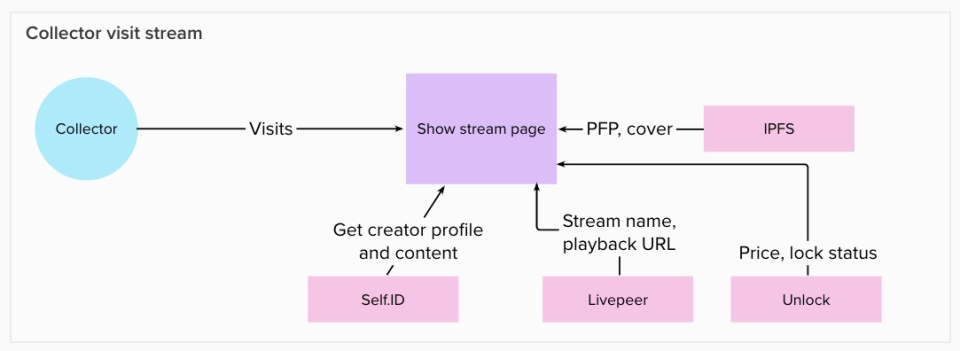 Collector visit stream
Collector
Visits
Show stream page
PFP, cover
IPFS
Get creator profile
and content
Stream name,
playback URL
Price, lock status
Self.ID
Livepeer
Unlock